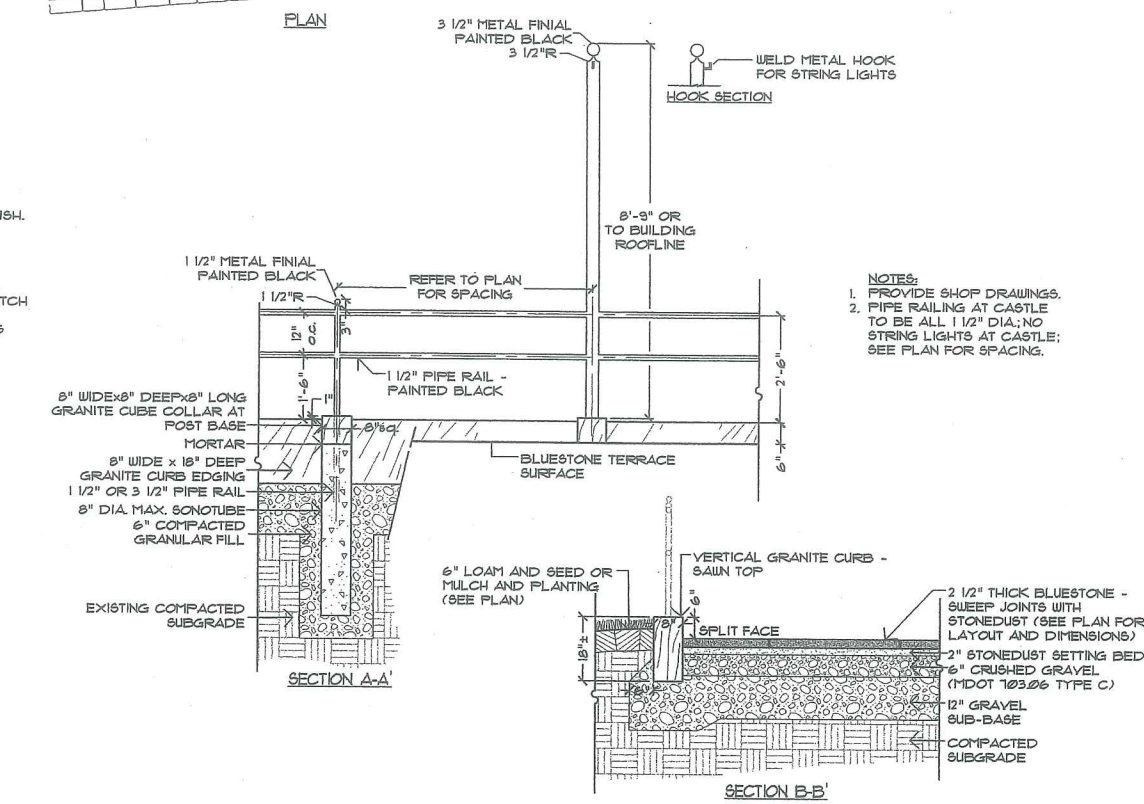 PLAN
3 1/2" METAL FINIAL
PAINTED BLACK
3 1/2"R
WELD METAL HOOK
FOR STRING LIGHTS
HOOK SECTION
ISH.
TCH
S
8'-9" OR
TO BUILDING
ROOFLINE
1 1/2" METAL FINIAL
PAINTED BLACK
1 1/2"R
REFER TO PLAN
FOR SPACING
NOTES:
1. PROVIDE SHOP DRAWINGS.
2. PIPE RAILING AT CASTLE
TO BE ALL 1 1/2" DIA.; NO
STRING LIGHTS AT CASTLE;
SEE PLAN FOR SPACING.
12"
O.C.
3"
1'-6"
1"
1 1/2" PIPE RAIL -
PAINTED BLACK
2'-6"
6"
8" WIDEx8" DEEPx8" LONG
GRANITE CUBE COLLAR AT
POST BASE
8"sq.
MORTAR
8" WIDE x 18" DEEP
GRANITE CURB EDGING
1 1/2" OR 3 1/2" PIPE RAIL
8" DIA. MAX. SONOTUBE
6" COMPACTED
GRANULAR FILL
EXISTING COMPACTED
SUBGRADE
BLUESTONE TERRACE
SURFACE
SECTION A-A'
6" LOAM AND SEED OR
MULCH AND PLANTING
(SEE PLAN)
VERTICAL GRANITE CURB -
SAWN TOP
6"
8"
SPLIT FACE
18"±
6"
2 1/2" THICK BLUESTONE -
SWEEP JOINTS WITH
STONEDUST (SEE PLAN FOR
LAYOUT AND DIMENSIONS)
2" STONEDUST SETTING BED
6" CRUSHED GRAVEL
(MDOT 703.06 TYPE C)
12" GRAVEL
SUB-BASE
COMPACTED
SUBGRADE
SECTION B-B'